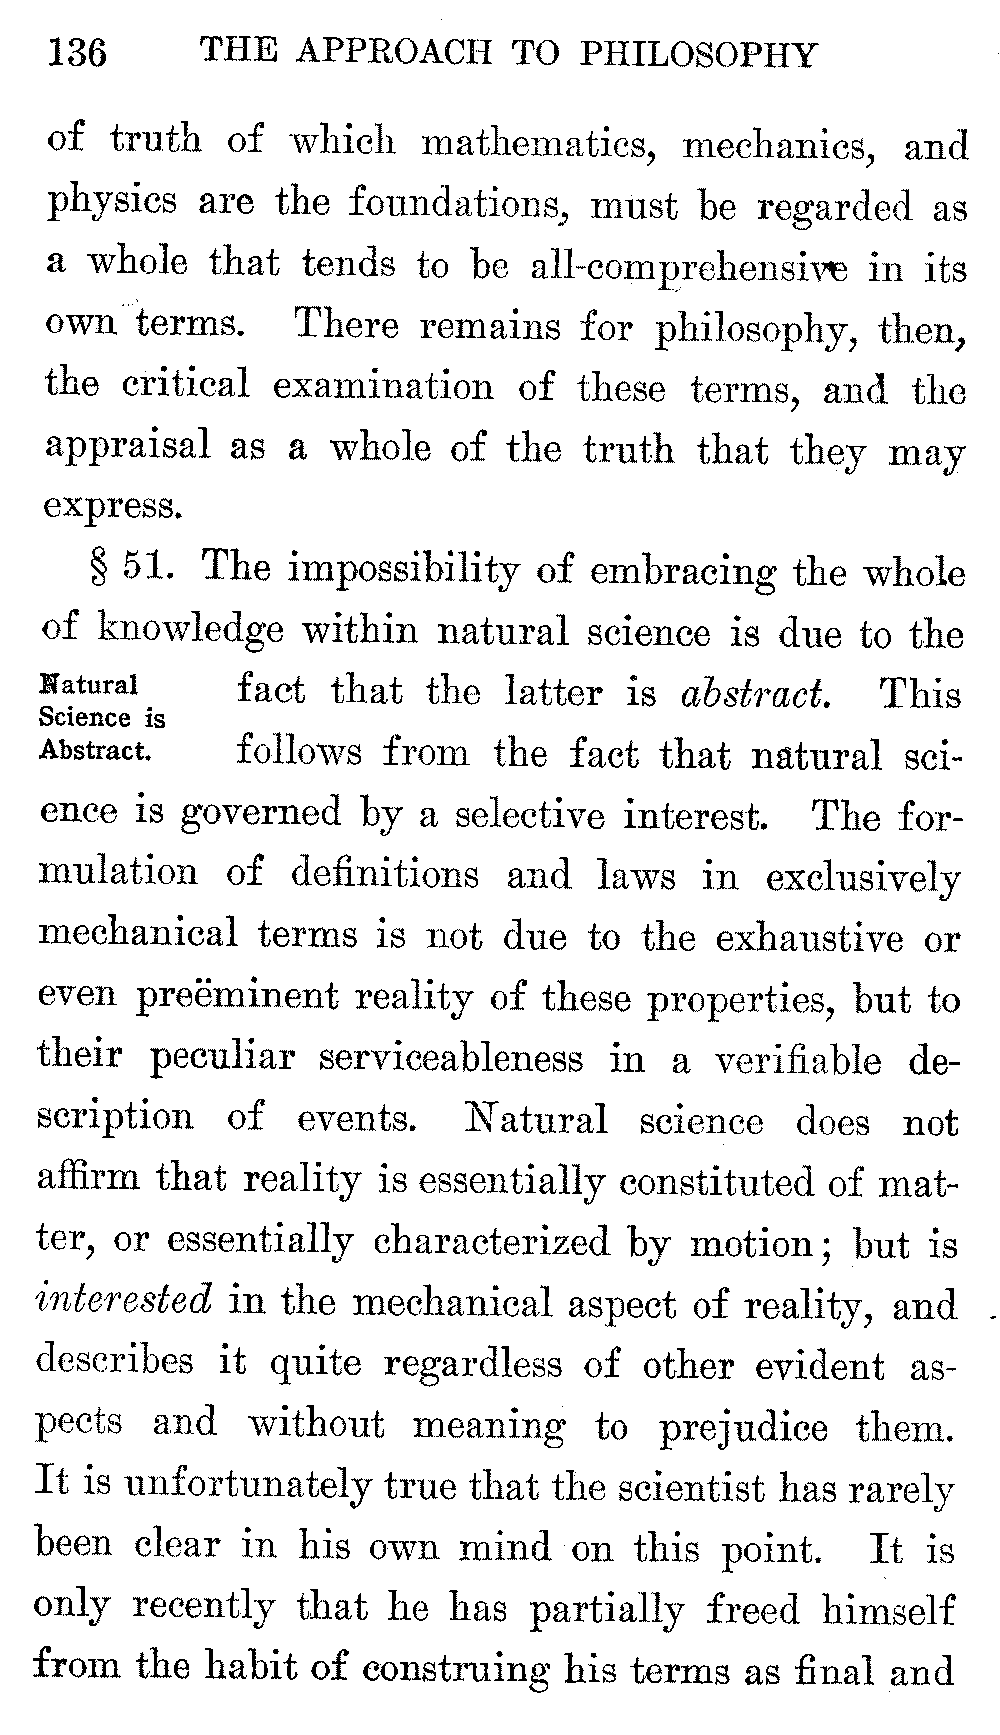 136 THE APPROACH TO PHILOSOPHY
of truth of which mathematics, mechanics, and
physics are the foundations, must be regarded as
a whole that tends to be all-comprehensive in its
own terms. There remains for philosophy, then,
the critical examination of these terms, and the
appraisal as a whole of the truth that they may
express.
§ 51. The impossibility of embracing the whole
of knowledge within natural science is due to the
Natural
Science is
Abstract.
fact that the latter is abstract. This
follows from the fact that natural sci-
ence is governed by a selective interest. The for-
mulation of definitions and laws in exclusively
mechanical terms is not due to the exhaustive or
even preëminent reality of these properties, but to
their peculiar serviceableness in a verifiable de-
scription of events. Natural science does not
affirm that reality is essentially constituted of mat-
ter, or essentially characterized by motion; but is
interested in the mechanical aspect of reality, and
describes it quite regardless of other evident as-
pects and without meaning to prejudice them.
It is unfortunately true that the scientist has rarely
been clear in his own mind on this point. It is
only recently that he has partially freed himself
from the habit of construing his terms as final and